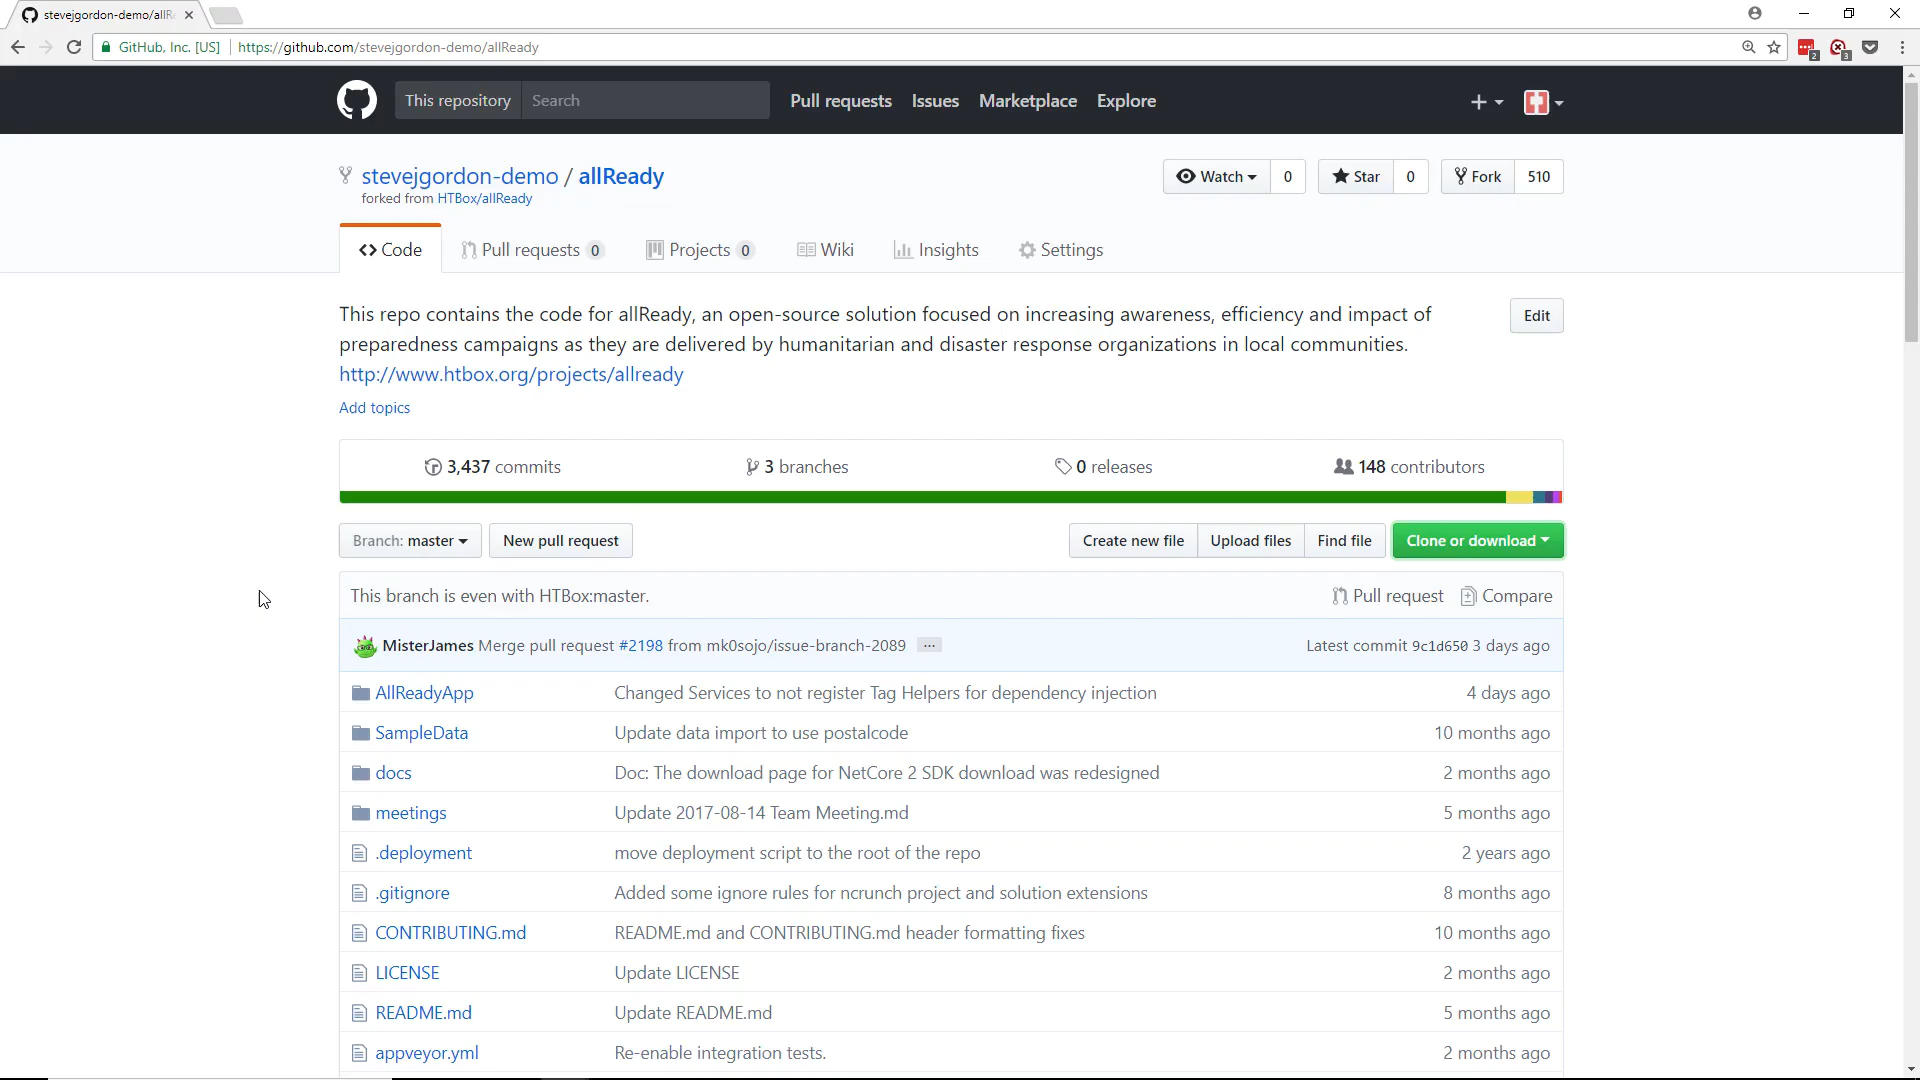 stevejgordon-demo/allR
GitHub, Inc. [US] https://github.com/stevejgordon-demo/allReady
2 3
This repository Search Pull requests Issues Marketplace Explore
stevejgordon-demo / allReady
Watch 0 Star 0 Fork 510
forked from HTBox/allReady
Code Pull requests 0 Projects 0 Wiki Insights Settings
This repo contains the code for allReady, an open-source solution focused on increasing awareness, efficiency and impact of
preparedness campaigns as they are delivered by humanitarian and disaster response organizations in local communities.
http://www.htbox.org/projects/allready
Edit
Add topics
3,437 commits 3 branches 0 releases 148 contributors
Branch: master New pull request Create new file Upload files Find file Clone or download
This branch is even with HTBox:master. Pull request Compare
MisterJames Merge pull request #2198 from mk0sojo/issue-branch-2089 ... Latest commit 9c1d650 3 days ago
AllReadyApp Changed Services to not register Tag Helpers for dependency injection 4 days ago
SampleData Update data import to use postalcode 10 months ago
docs Doc: The download page for NetCore 2 SDK download was redesigned 2 months ago
meetings Update 2017-08-14 Team Meeting.md 5 months ago
.deployment move deployment script to the root of the repo 2 years ago
.gitignore Added some ignore rules for ncrunch project and solution extensions 8 months ago
CONTRIBUTING.md README.md and CONTRIBUTING.md header formatting fixes 10 months ago
LICENSE Update LICENSE 2 months ago
README.md Update README.md 5 months ago
appveyor.yml Re-enable integration tests. 2 months ago